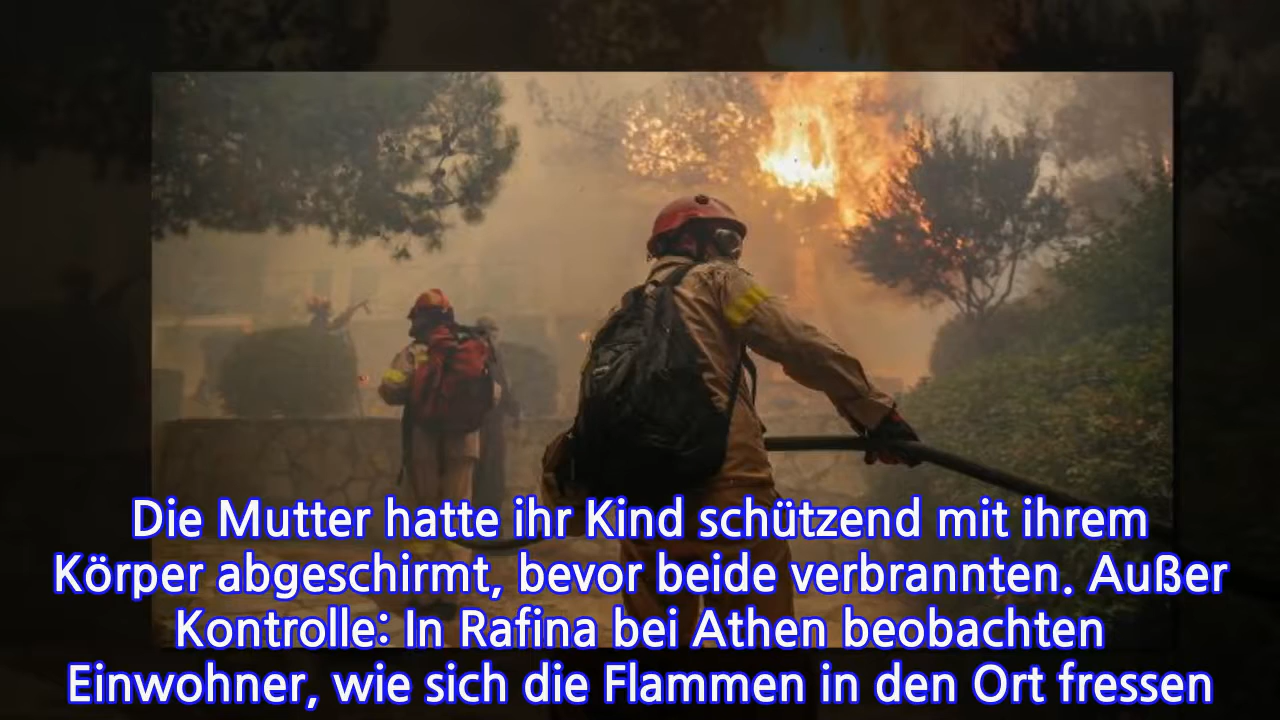 Die Mutter hatte ihr Kind schützend mit ihrem
Körper abgeschirmt, bevor beide verbrannten. Außer
Kontrolle: In Rafina bei Athen beobachten
Einwohner, wie sich die Flammen in den Ort fressen